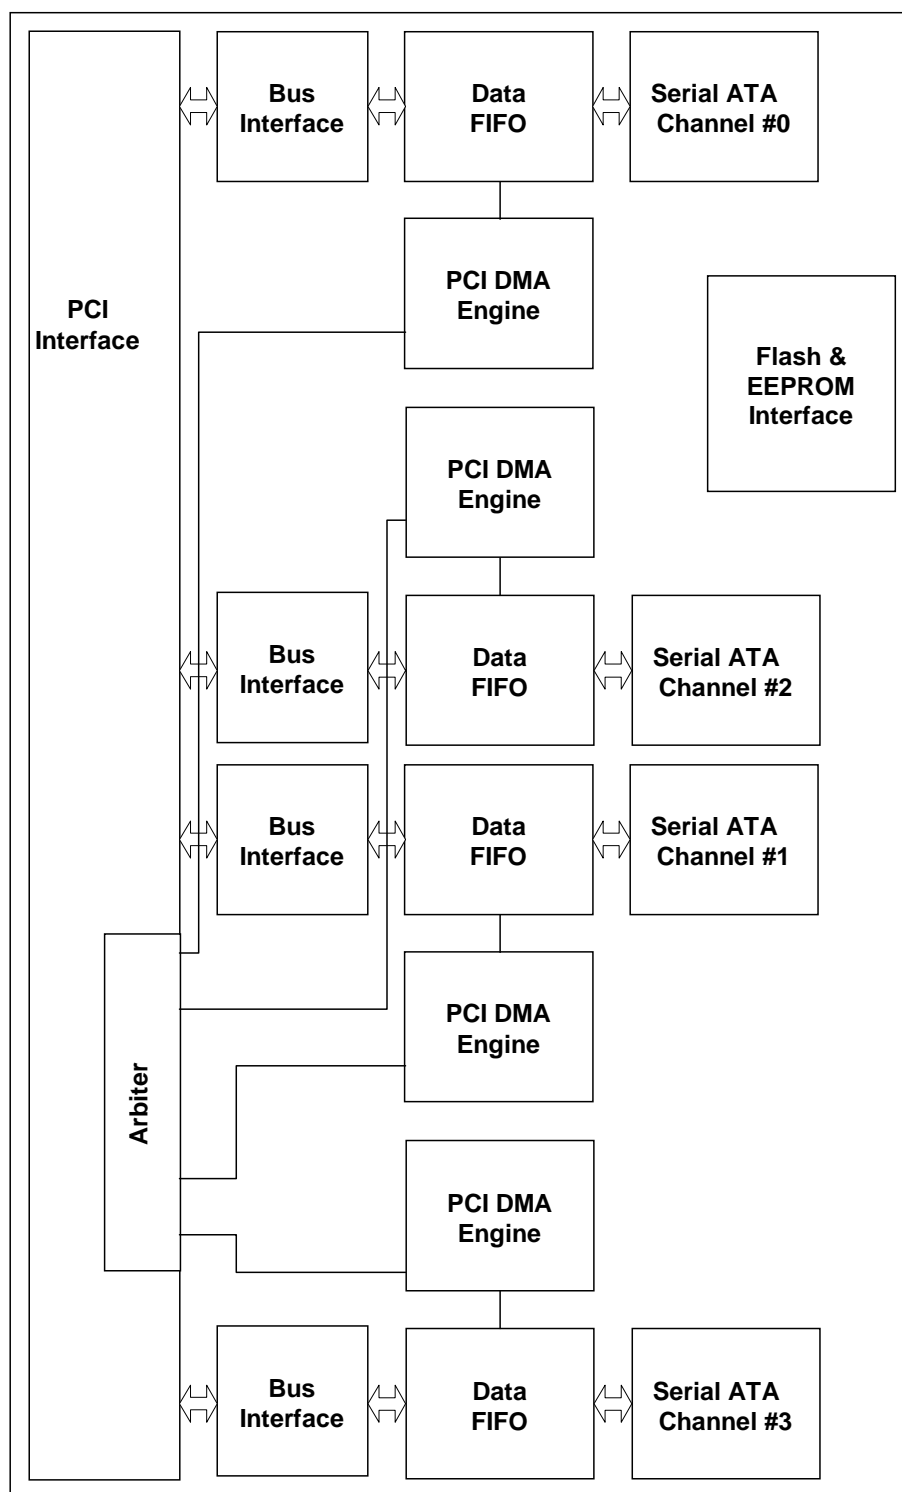 Bus
Interface
Data
FIFO
Serial ATA
Channel #0
PCI
Interface
PCI DMA
Engine
Flash &
EEPROM
Interface
PCI DMA
Engine
Bus
Interface
Data
FIFO
Serial ATA
Channel #2
Bus
Interface
Data
FIFO
Serial ATA
Channel #1
PCI DMA
Engine
Arbiter
PCI DMA
Engine
Bus
Interface
Data
FIFO
Serial ATA
Channel #3